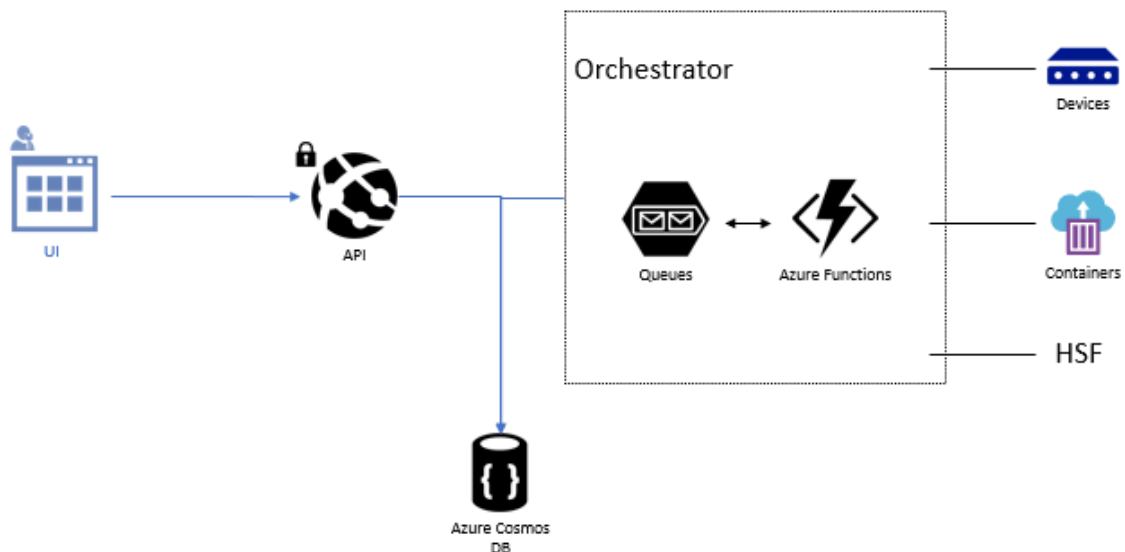 Orchestrator
Devices
UI
API
Queues
Azure Functions
Containers
HSF
Azure Cosmos
DB